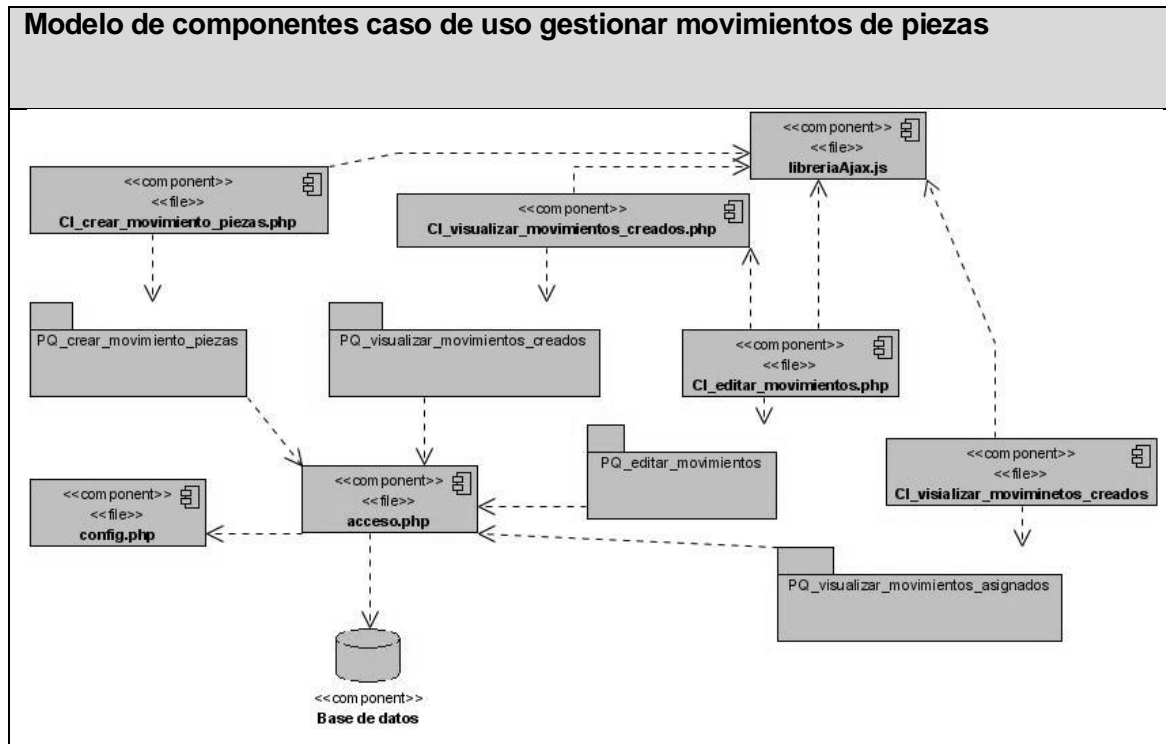 Modelo de componentes caso de uso gestionar movimientos de piezas
<<component>>
<<file>>
libreriaAjax.js
<<component>>
<<file>>
CI_crear_movimiento_piezas.php
<<component>>
<<file>>
CI_visualizar_movimientos_creados.php
PQ_crear_movimiento_piezas
PQ_visualizar_movimientos_creados
<<component>>
<<file>>
CI_editar_movimientos.php
PQ_editar_movimientos
<<component>>
<<file>>
CI_visializar_moviminetos_creados
<<component>>
<<file>>
config.php
<<component>>
<<file>>
acceso.php
PQ_visualizar_movimientos_asignados
<<component>>
Base de datos